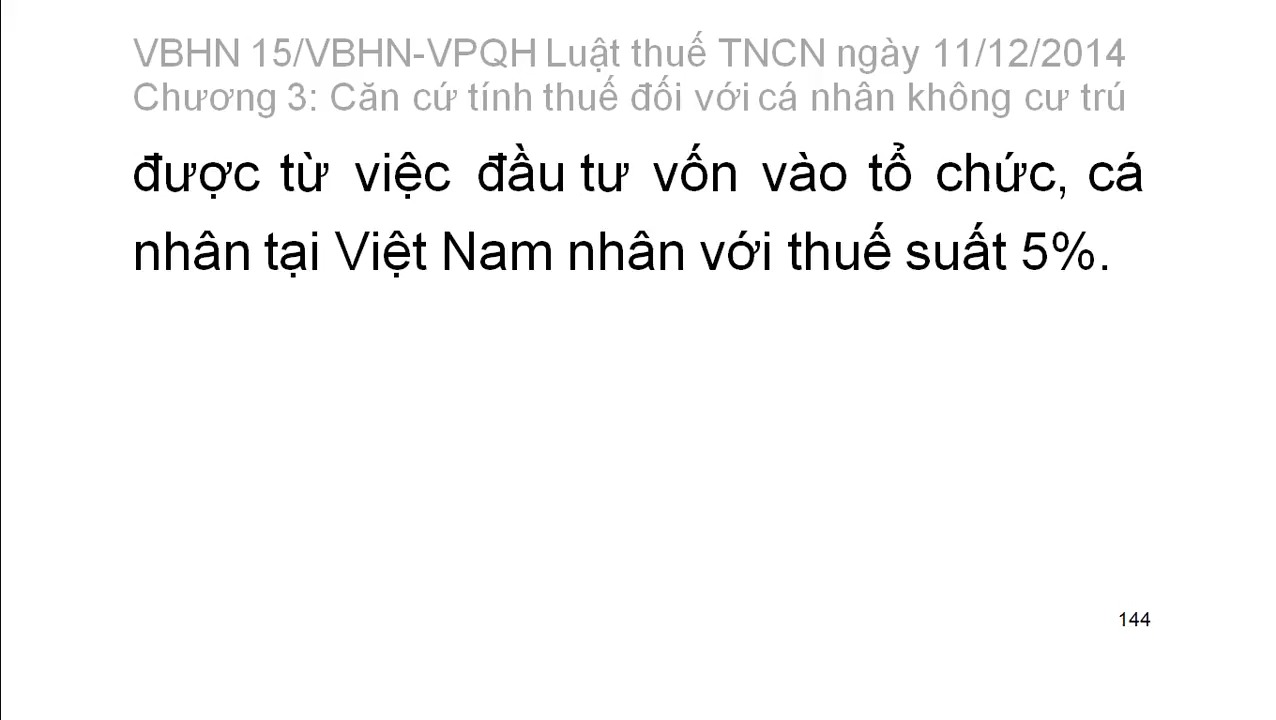 VBHN 15/VBHN-VPQH Luật thuế TNCN ngày 11/12/2014
Chương 3: Căn cứ tính thuế đối với cá nhân không cư trú
được từ việc đầu tư vốn vào tổ chức, cá
nhân tại Việt Nam nhân với thuế suất 5%.
144